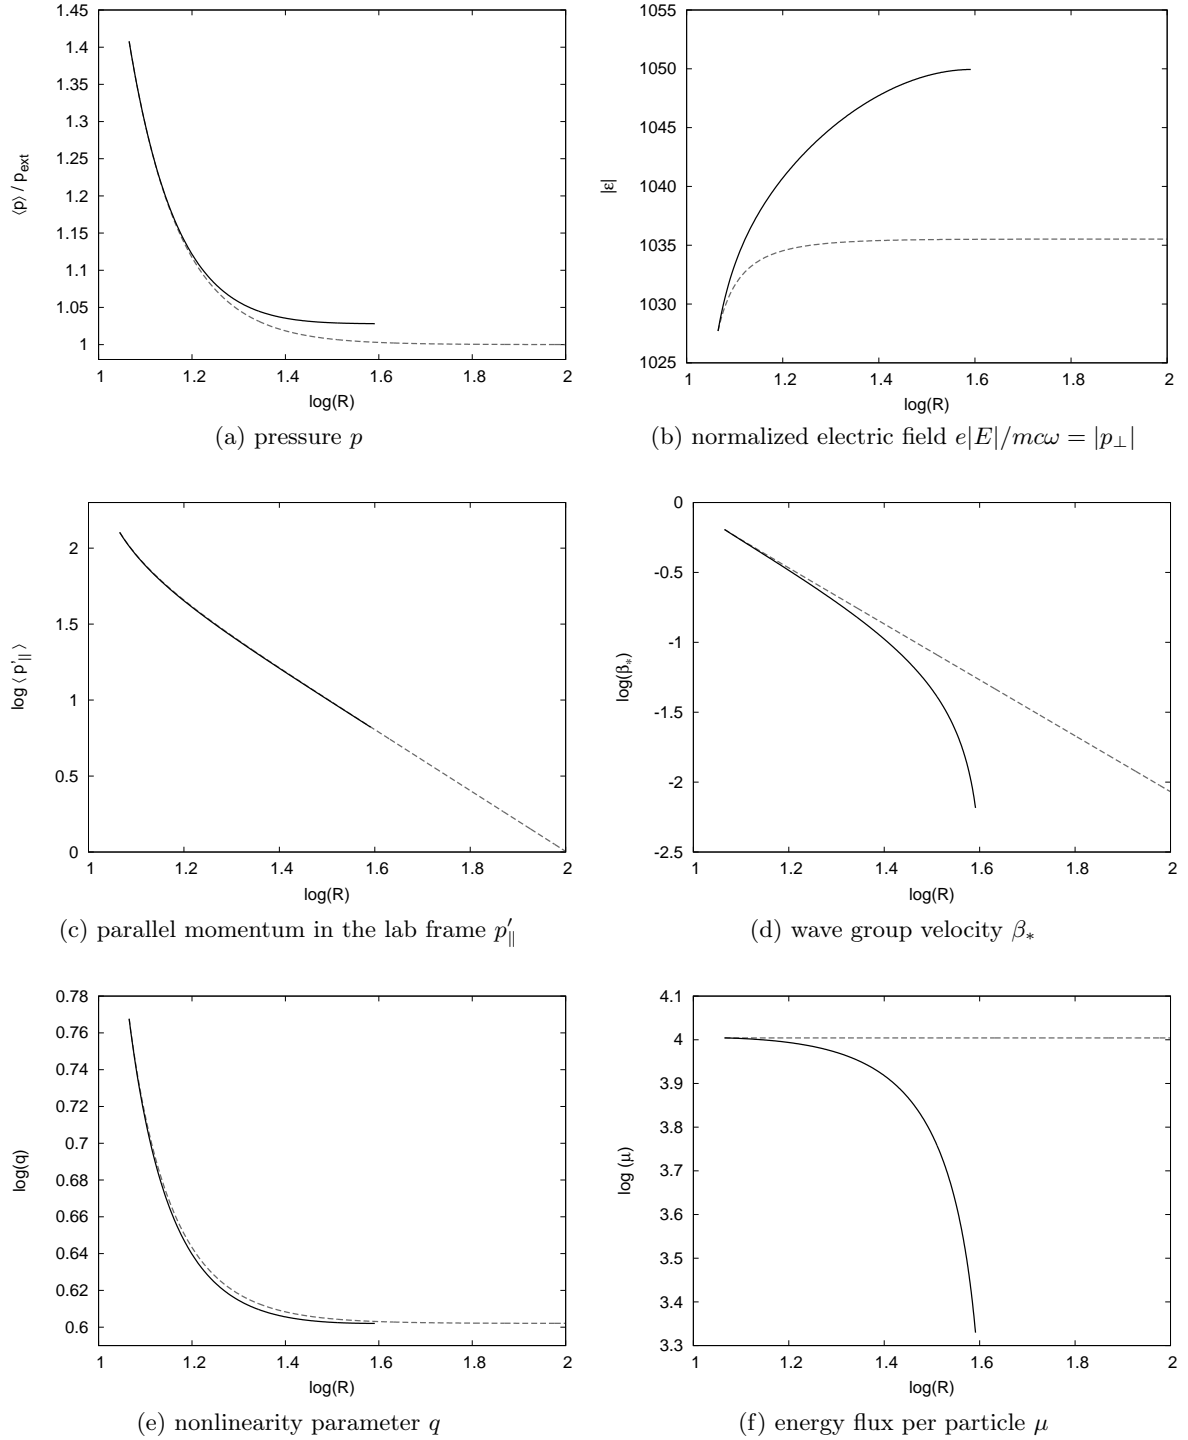 1.45
1.4
1.35
1.3
1.25
1.2
1.15
1.1
1.05
1
⟨p⟩ / p_ext
1 1.2 1.4 1.6 1.8 2
log(R)
(a) pressure p
1055
1050
1045
1040
1035
1030
1025
|ε|
1 1.2 1.4 1.6 1.8 2
log(R)
(b) normalized electric field e|E|/mcω = |p⊥|
2
1.5
1
0.5
0
log ⟨ p'|| ⟩
1 1.2 1.4 1.6 1.8 2
log(R)
(c) parallel momentum in the lab frame p′∥
0
-0.5
-1
-1.5
-2
-2.5
log(β*)
1 1.2 1.4 1.6 1.8 2
log(R)
(d) wave group velocity β∗
0.78
0.76
0.74
0.72
0.7
0.68
0.66
0.64
0.62
0.6
log(q)
1 1.2 1.4 1.6 1.8 2
log(R)
(e) nonlinearity parameter q
4.1
4
3.9
3.8
3.7
3.6
3.5
3.4
3.3
log (μ)
1 1.2 1.4 1.6 1.8 2
log(R)
(f) energy flux per particle μ